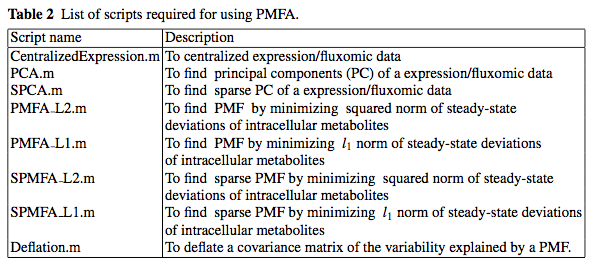 Table 2 List of scripts required for using PMFA.
Script name Description
CentralizedExpression.m To centralized expression/fluxomic data
PCA.m To find principal components (PC) of a expression/fluxomic data
SPCA.m To find sparse PC of a expression/fluxomic data
PMFA_L2.m To find PMF by minimizing squared norm of steady-state
deviations of intracellular metabolites
PMFA_L1.m To find PMF by minimizing l1 norm of steady-state deviations
of intracellular metabolites
SPMFA_L2.m To find sparse PMF by minimizing squared norm of steady-state
deviations of intracellular metabolites
SPMFA_L1.m To find sparse PMF by minimizing l1 norm of steady-state deviations
of intracellular metabolites
Deflation.m To deflate a covariance matrix of the variability explained by a PMF.